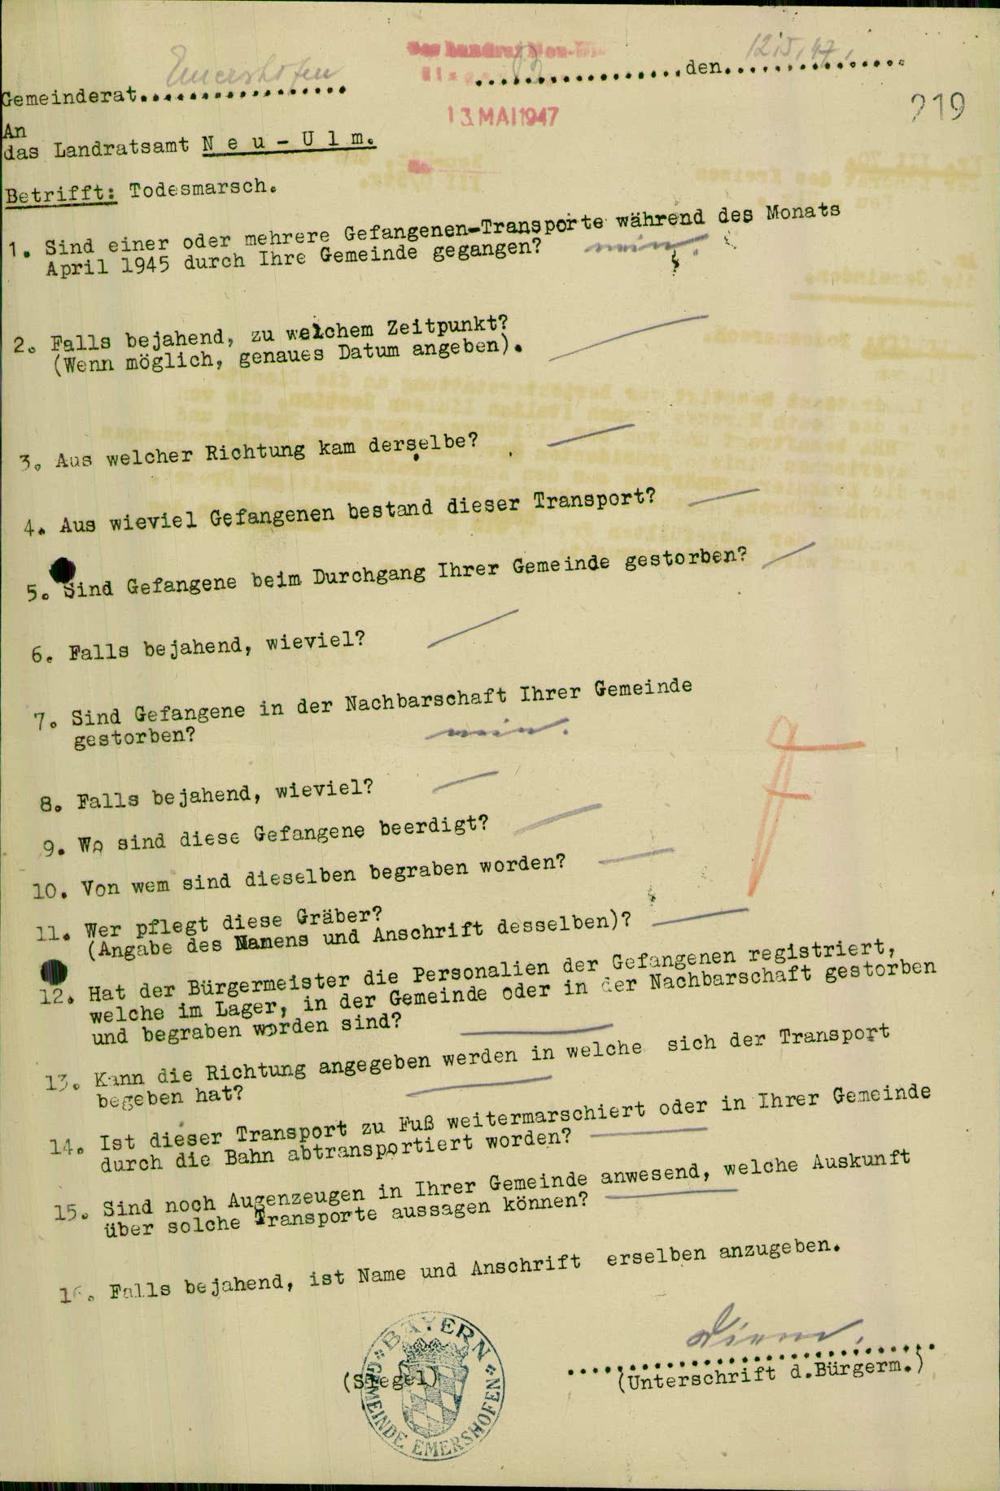 Der Landrat Neu-Ulm
13. MAI 1947
219
Gemeinderat Emershofen ................., den 12.5.47.
An
das Landratsamt N e u - U l m.
Betrifft: Todesmarsch.
1. Sind einer oder mehrere Gefangenen-Transporte während des Monats
April 1945 durch Ihre Gemeinde gegangen? nein.
2. Falls bejahend, zu welchem Zeitpunkt?
(Wenn möglich, genaues Datum angeben).
3. Aus welcher Richtung kam derselbe?
4. Aus wieviel Gefangenen bestand dieser Transport?
5. Sind Gefangene beim Durchgang Ihrer Gemeinde gestorben?
6. Falls bejahend, wieviel?
7. Sind Gefangene in der Nachbarschaft Ihrer Gemeinde
gestorben? nein.
8. Falls bejahend, wieviel?
9. Wo sind diese Gefangene beerdigt?
10. Von wem sind dieselben begraben worden?
11. Wer pflegt diese Gräber?
(Angabe des Namens und Anschrift desselben)?
12. Hat der Bürgermeister die Personalien der Gefangenen registriert,
welche im Lager, in der Gemeinde oder in der Nachbarschaft gestorben
und begraben worden sind?
13. Kann die Richtung angegeben werden in welche sich der Transport
begeben hat?
14. Ist dieser Transport zu Fuß weitermarschiert oder in Ihrer Gemeinde
durch die Bahn abtransportiert worden?
15. Sind noch Augenzeugen in Ihrer Gemeinde anwesend, welche Auskunft
über solche Transporte aussagen können?
16. Falls bejahend, ist Name und Anschrift erselben anzugeben.
(Siegel)
BAYERN
GEMEINDE EMERSHOFEN
(Unterschrift d.Bürgerm.)